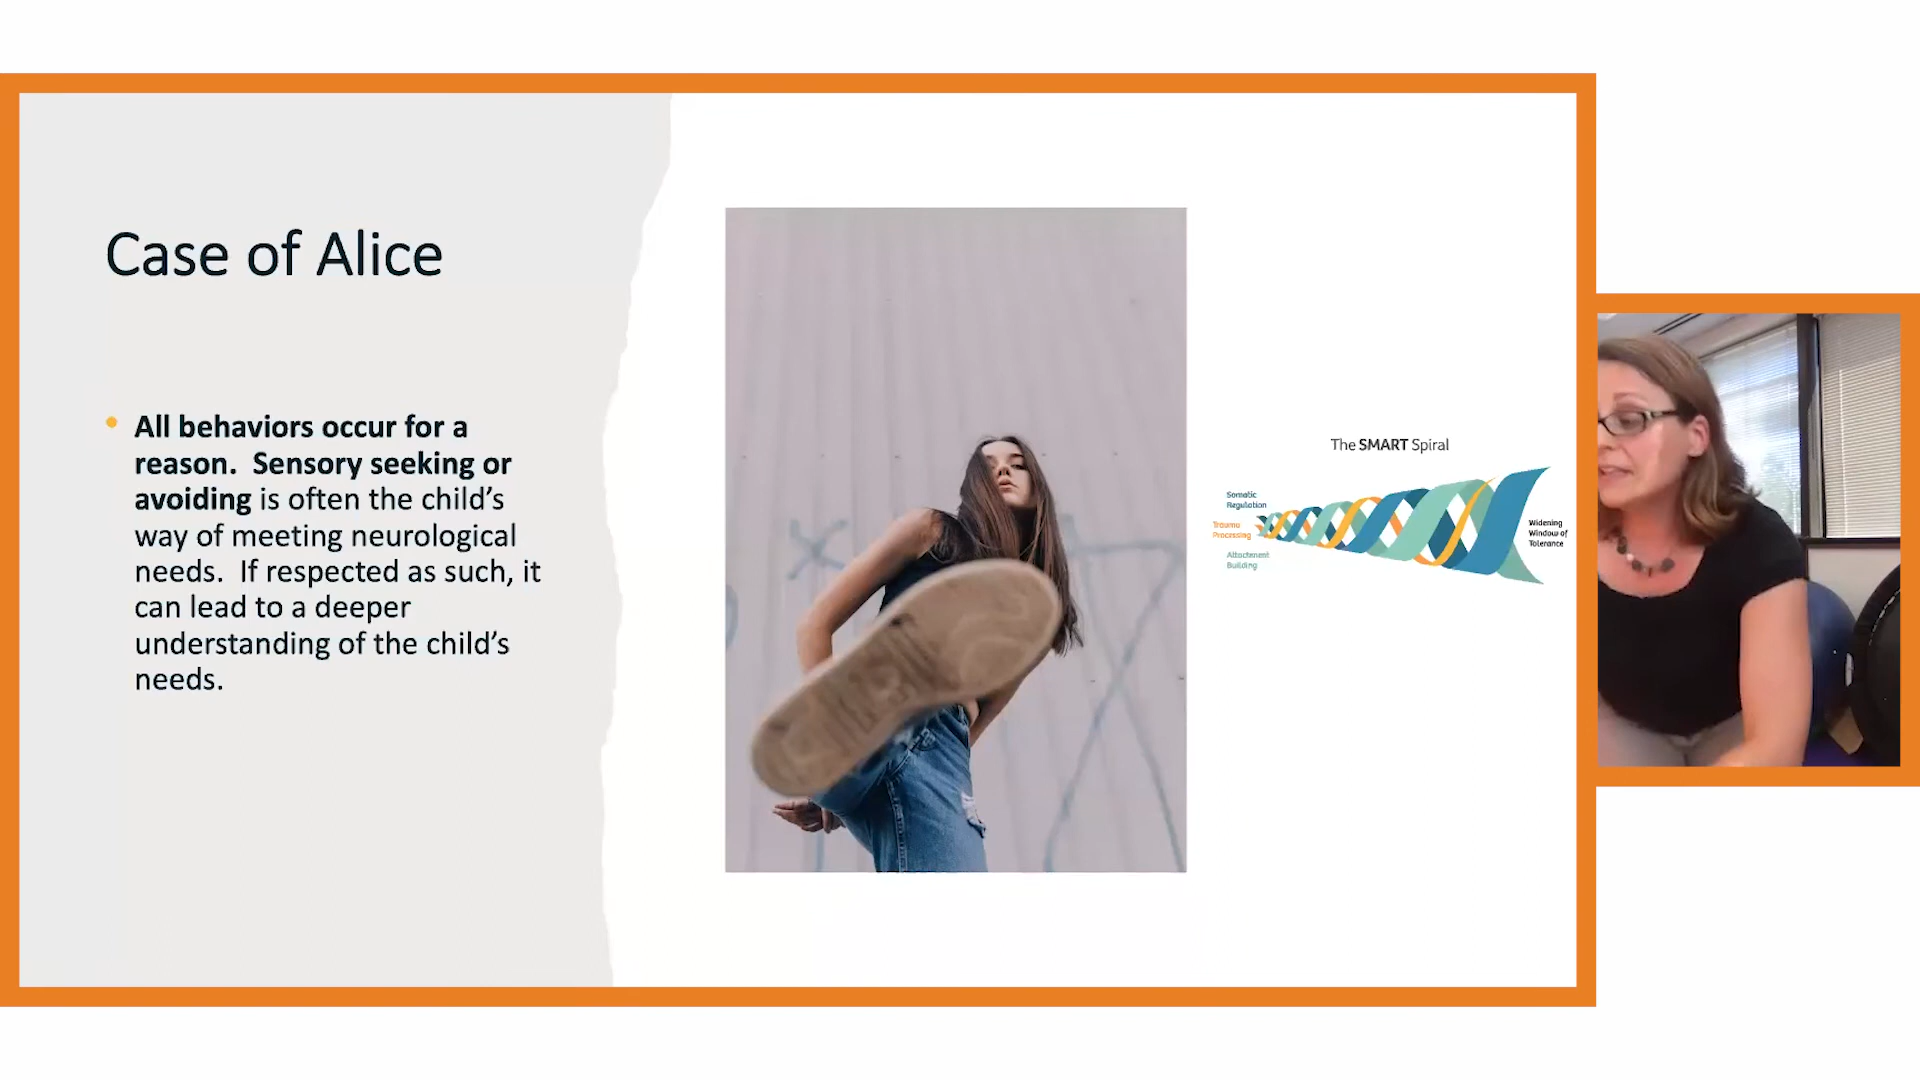 Case of Alice
All behaviors occur for a
reason.  Sensory seeking or
avoiding is often the child’s
way of meeting neurological
needs.  If respected as such, it
can lead to a deeper
understanding of the child’s
needs.
The SMART Spiral
Somatic
Regulation
Trauma
Processing
Attachment
Building
Widening
Window of
Tolerance